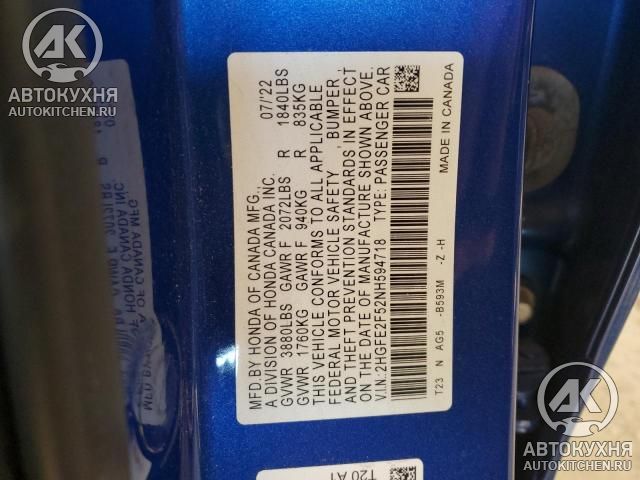 АВТОКУХНЯ
AUTOKITCHEN.RU
MFD.BY HONDA OF CANADA MFG.,
A DIVISION OF HONDA CANADA INC. 07/'22
GVWR 3880LBS GAWR F 2072LBS R 1840LBS
GVWR 1760KG GAWR F 940KG R 835KG
THIS VEHICLE CONFORMS TO ALL APPLICABLE
FEDERAL MOTOR VEHICLE SAFETY , BUMPER ,
AND THEFT PREVENTION STANDARDS IN EFFECT
ON THE DATE OF MANUFACTURE SHOWN ABOVE.
V.I.N.:2HGFE2F52NH594718 TYPE: PASSENGER CAR
T23 N AG5 -B593M -Z -H MADE IN CANADA
T20 A1
АВТОКУХНЯ
AUTOKITCHEN.RU